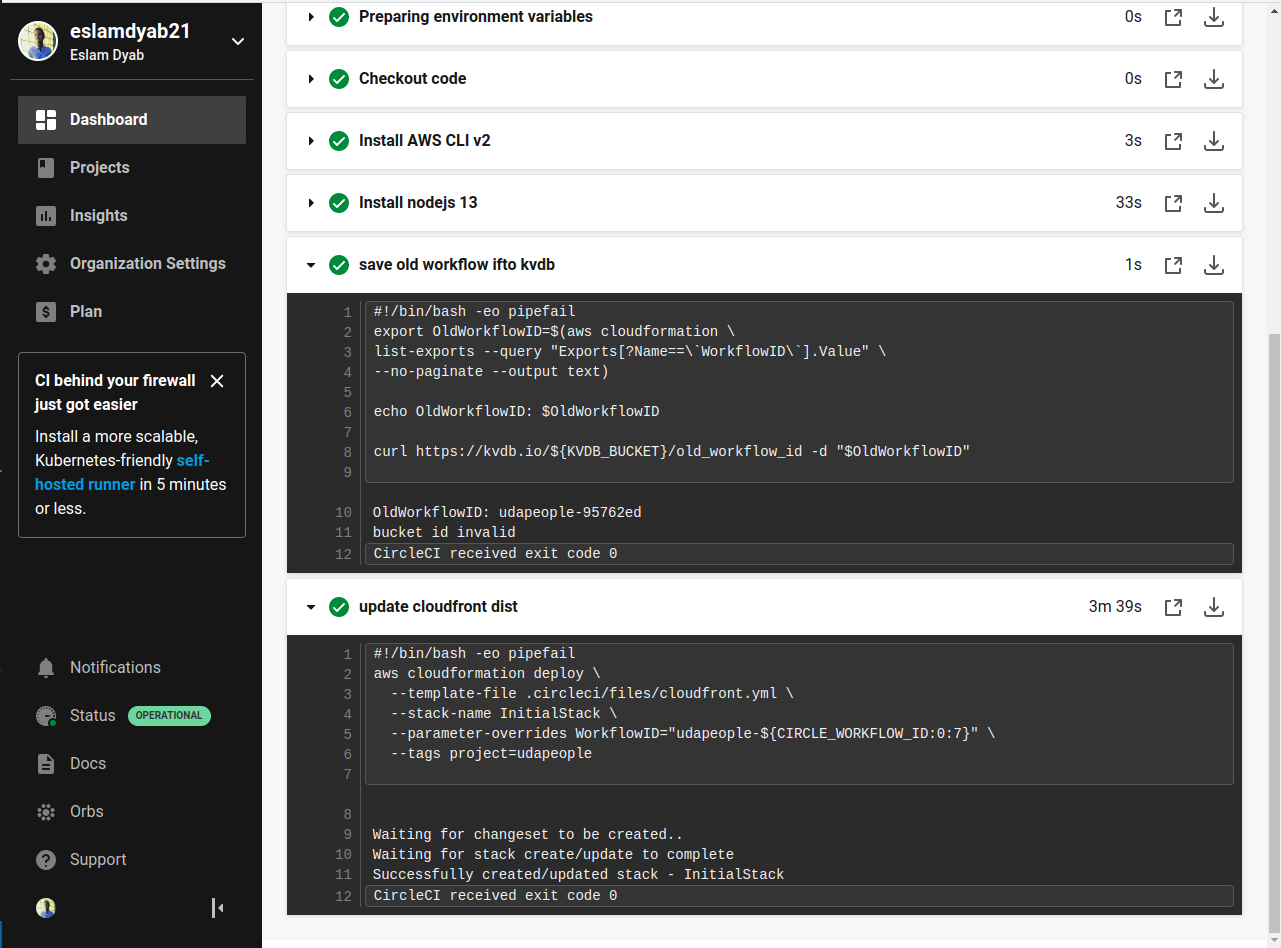 eslamdyab21
Eslam Dyab
Dashboard
Projects
Insights
Organization Settings
Plan
CI behind your firewall
just got easier
Install a more scalable,
Kubernetes-friendly self-
hosted runner in 5 minutes
or less.
Notifications
Status OPERATIONAL
Docs
Orbs
Support
Preparing environment variables 0s
Checkout code 0s
Install AWS CLI v2 3s
Install nodejs 13 33s
save old workflow ifto kvdb 1s
1 #!/bin/bash -eo pipefail
2 export OldWorkflowID=$(aws cloudformation \
3 list-exports --query "Exports[?Name==\`WorkflowID\`].Value" \
4 --no-paginate --output text)
5
6 echo OldWorkflowID: $OldWorkflowID
7
8 curl https://kvdb.io/${KVDB_BUCKET}/old_workflow_id -d "$OldWorkflowID"
9
10 OldWorkflowID: udapeople-95762ed
11 bucket id invalid
12 CircleCI received exit code 0
update cloudfront dist 3m 39s
1 #!/bin/bash -eo pipefail
2 aws cloudformation deploy \
3 --template-file .circleci/files/cloudfront.yml \
4 --stack-name InitialStack \
5 --parameter-overrides WorkflowID="udapeople-${CIRCLE_WORKFLOW_ID:0:7}" \
6 --tags project=udapeople
7
8
9 Waiting for changeset to be created..
10 Waiting for stack create/update to complete
11 Successfully created/updated stack - InitialStack
12 CircleCI received exit code 0